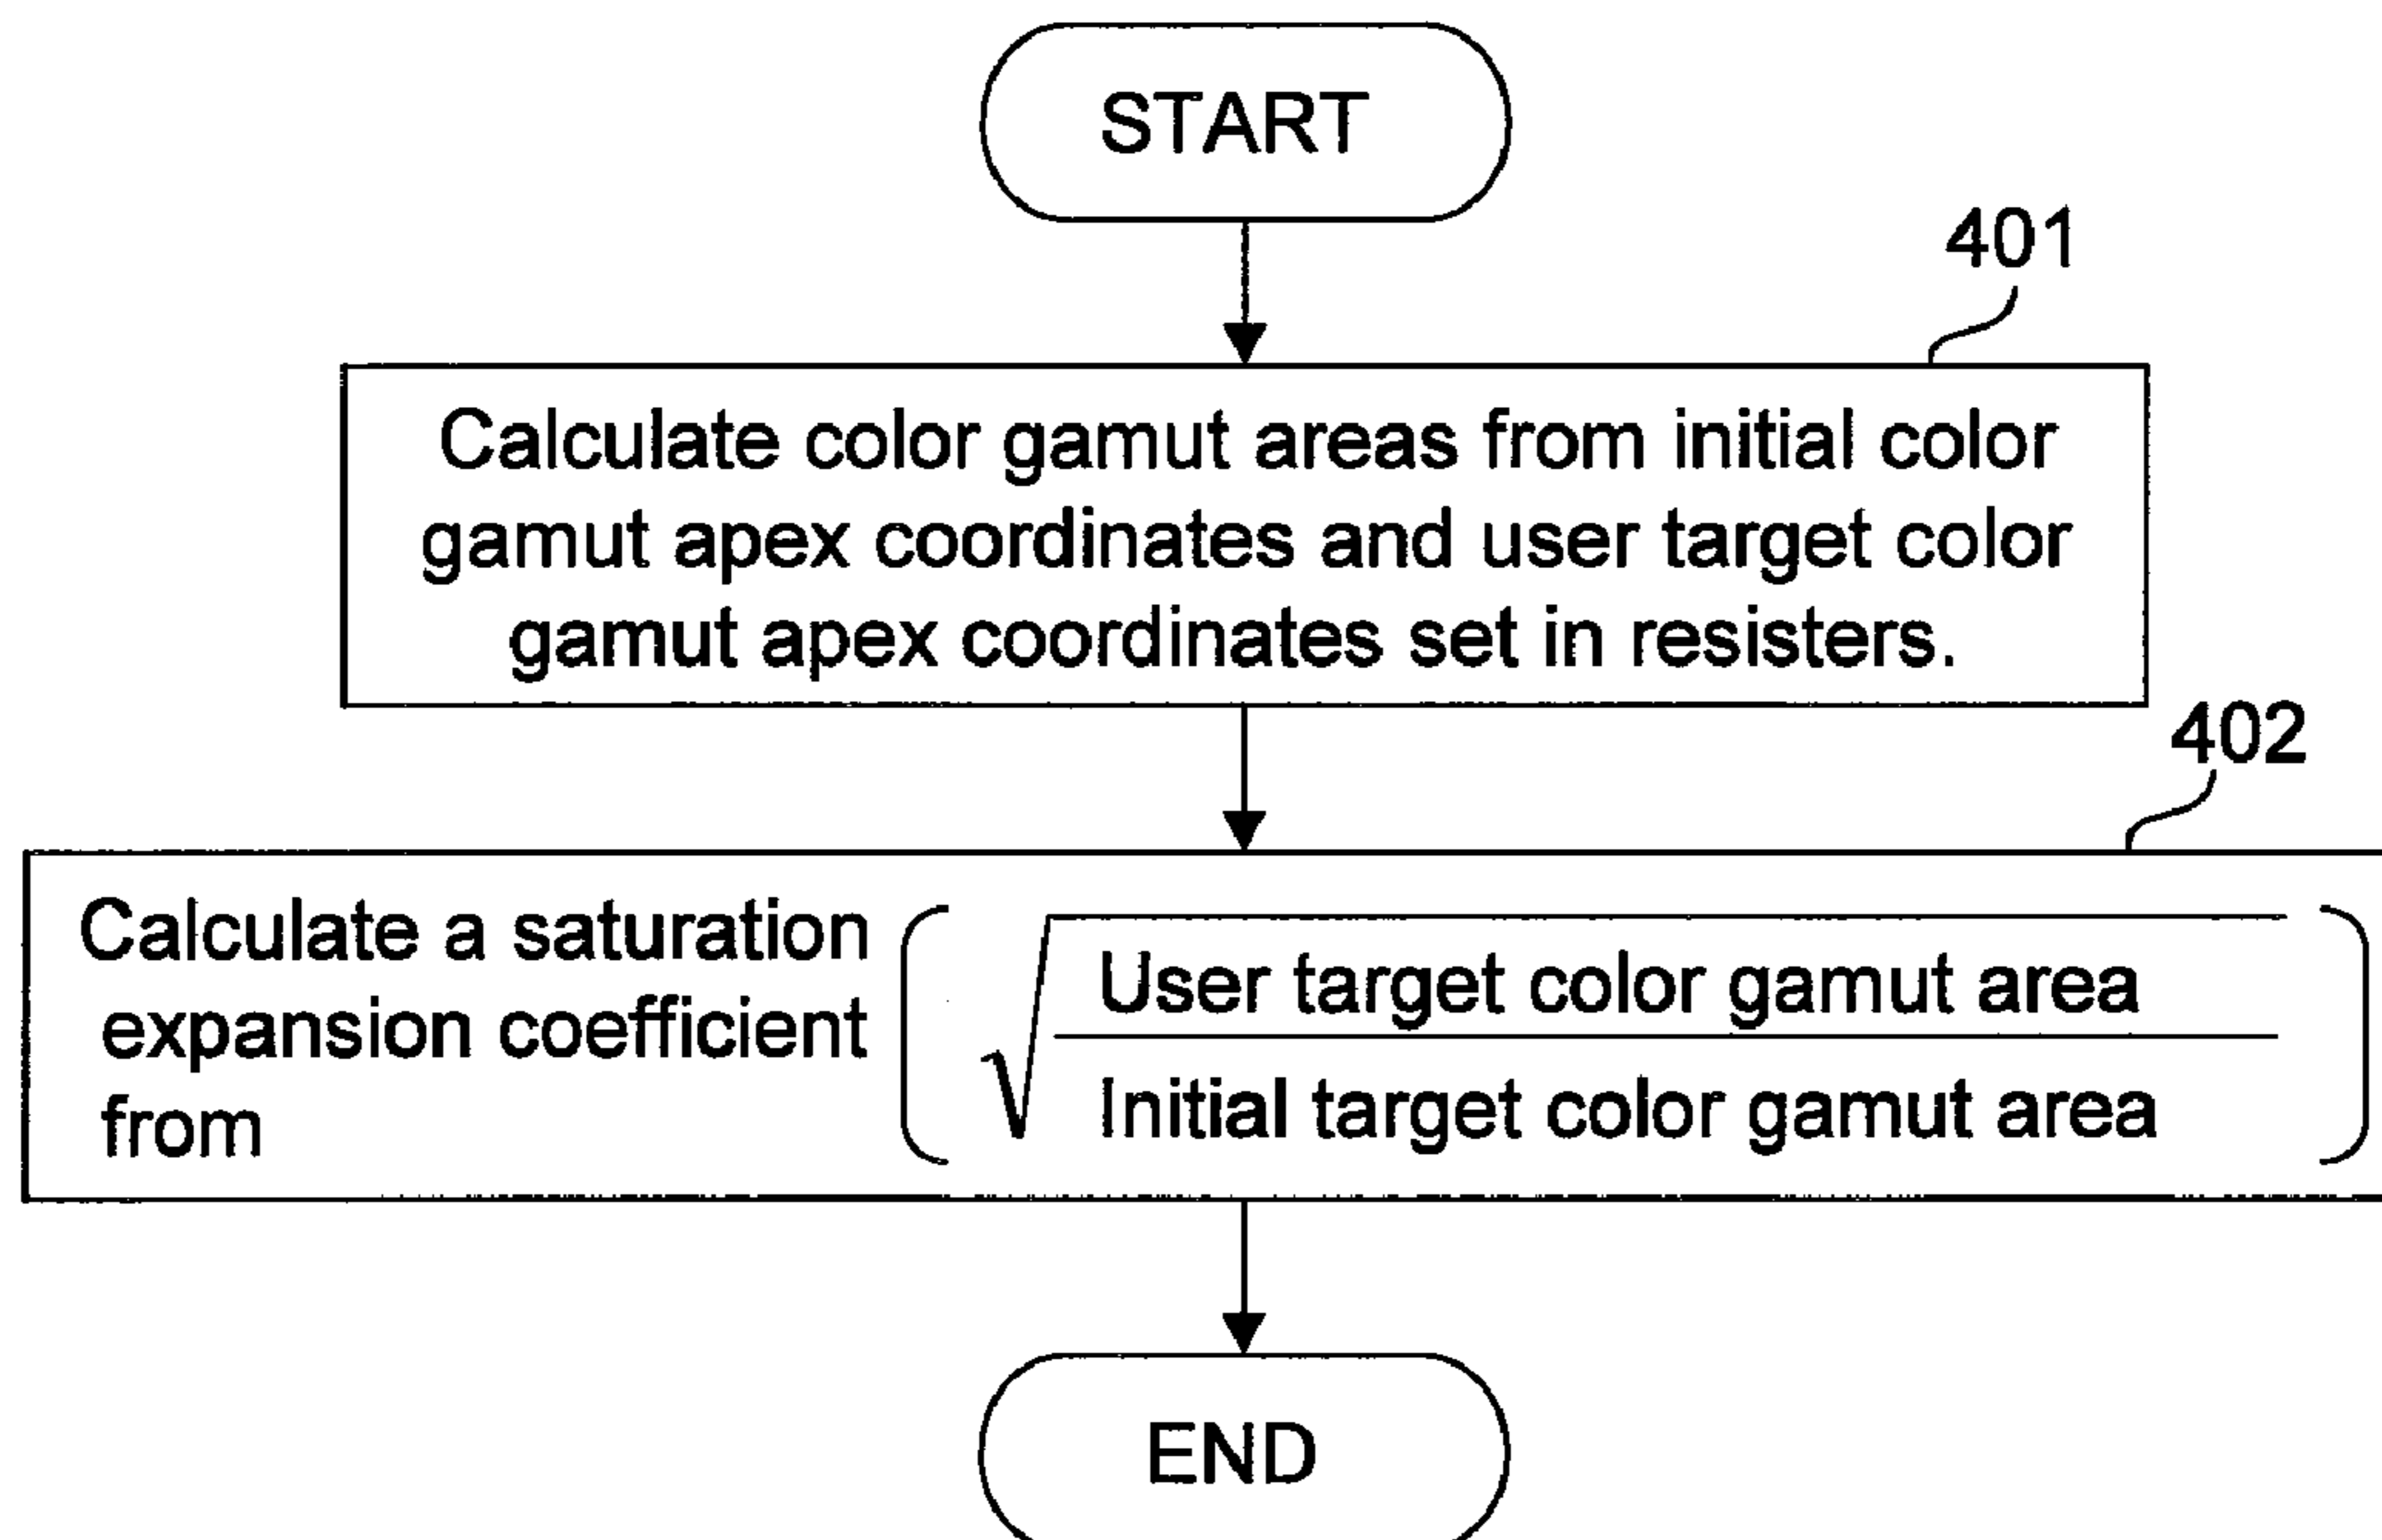 START
401
Calculate color gamut areas from initial color
gamut apex coordinates and user target color
gamut apex coordinates set in resisters.
402
Calculate a saturation
expansion coefficient
from
√
User target color gamut area
Initial target color gamut area
END